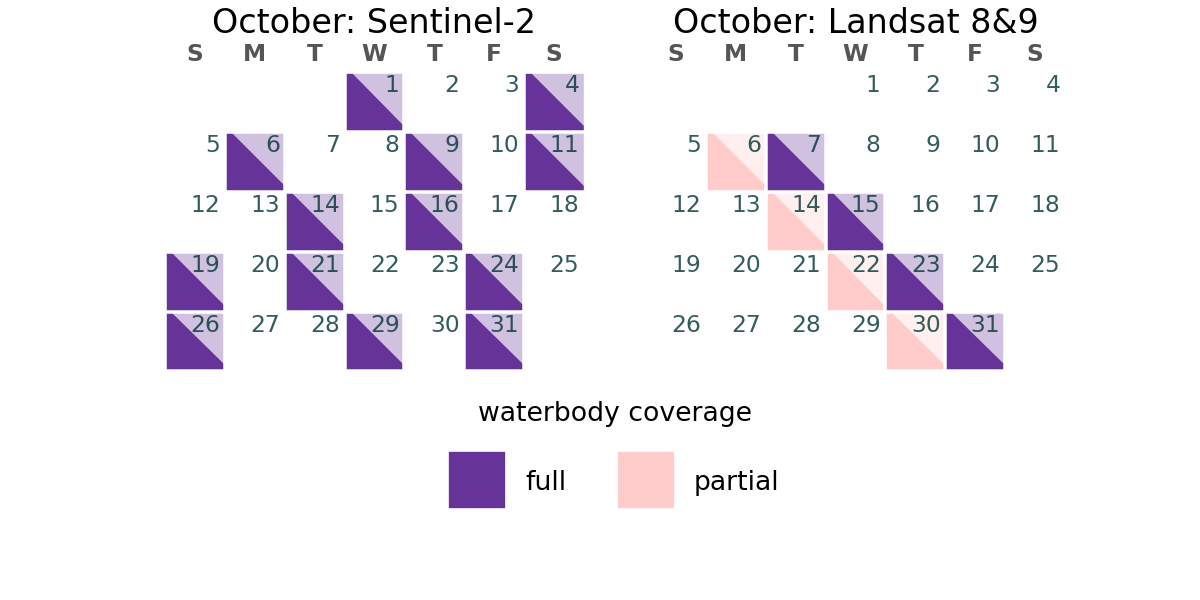 October: Sentinel-2
S M T W T F S
1 2 3 4
5 6 7 8 9 10 11
12 13 14 15 16 17 18
19 20 21 22 23 24 25
26 27 28 29 30 31
October: Landsat 8&9
S M T W T F S
1 2 3 4
5 6 7 8 9 10 11
12 13 14 15 16 17 18
19 20 21 22 23 24 25
26 27 28 29 30 31
waterbody coverage
full
partial